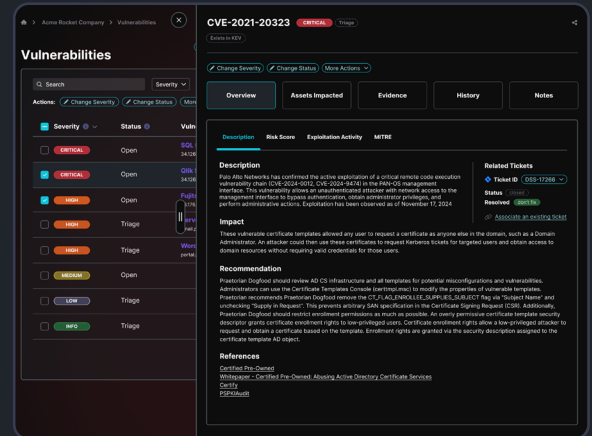 Acme Rocket Company > Vulnerabilities
Vulnerabilities
Search
Severity
Actions:
Change Severity
Change Status
Severity
Status
CRITICAL
Open
SQL
CRITICAL
Open
Qlik
HIGH
Open
HIGH
Triage
HIGH
Triage
MEDIUM
Open
LOW
Triage
INFO
Triage
CVE-2021-20323
CRITICAL
Triage
Exists in KEV
Change Severity
Change Status
More Actions
Overview
Assets Impacted
Evidence
History
Notes
Description
Risk Score
Exploitation Activity
MITRE
Description
Palo Alto Networks has confirmed the active exploitation of a critical remote code execution
vulnerability chain (CVE-2024-0012, CVE-2024-9474) in the PAN-OS management
interface. This vulnerability allows an unauthenticated attacker with network access to the
management interface to bypass authentication, obtain administrator privileges, and
perform administrative actions. Exploitation has been observed as of November 17, 2024
Related Tickets
Ticket ID
DSS-17266
Status
closed
Resolved
don't fix
Associate an existing ticket
Impact
These vulnerable certificate templates allowed any user to request a certificate as anyone else in the domain, such as a Domain
Administrator. An attacker could then use these certificates to request Kerberos tickets for targeted users and obtain access to
domain resources without requiring valid credentials for those users.
Recommendation
Praetorian Dogfood should review AD CS infrastructure and all templates for potential misconfigurations and vulnerabilities.
Administrators can use the Certificate Templates Console (certtmpl.msc) to modify the properties of vulnerable templates.
Praetorian recommends Praetorian Dogfood remove the CT_FLAG_ENROLLEE_SUPPLIES_SUBJECT flag via "Subject Name" and
unchecking "Supply in Request". This prevents arbitrary SAN specification in the Certificate Signing Request (CSR). Additionally,
Praetorian Dogfood should restrict enrollment permissions as much as possible. An overly permissive certificate template security
descriptor grants certificate enrollment rights to low-privileged users. Certificate enrollment rights allow a low-privileged attacker to
request and obtain a certificate based on the template. Enrollment rights are granted via the security description assigned to the
certificate template AD object.
References
Certified Pre-Owned
Whitepaper - Certified Pre-Owned: Abusing Active Directory Certificate Services
Certify
PSPKIAudit